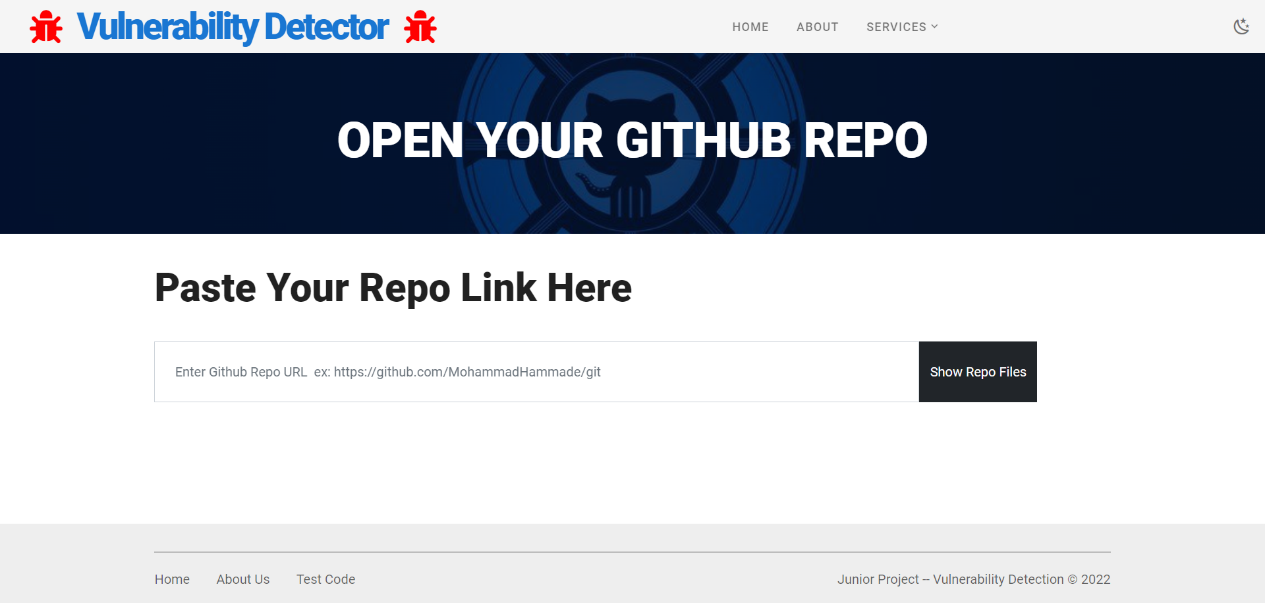 Vulnerability Detector
HOME ABOUT SERVICES
OPEN YOUR GITHUB REPO
Paste Your Repo Link Here
Enter Github Repo URL  ex: https://github.com/MohammadHammade/git
Show Repo Files
Home About Us Test Code
Junior Project -- Vulnerability Detection © 2022